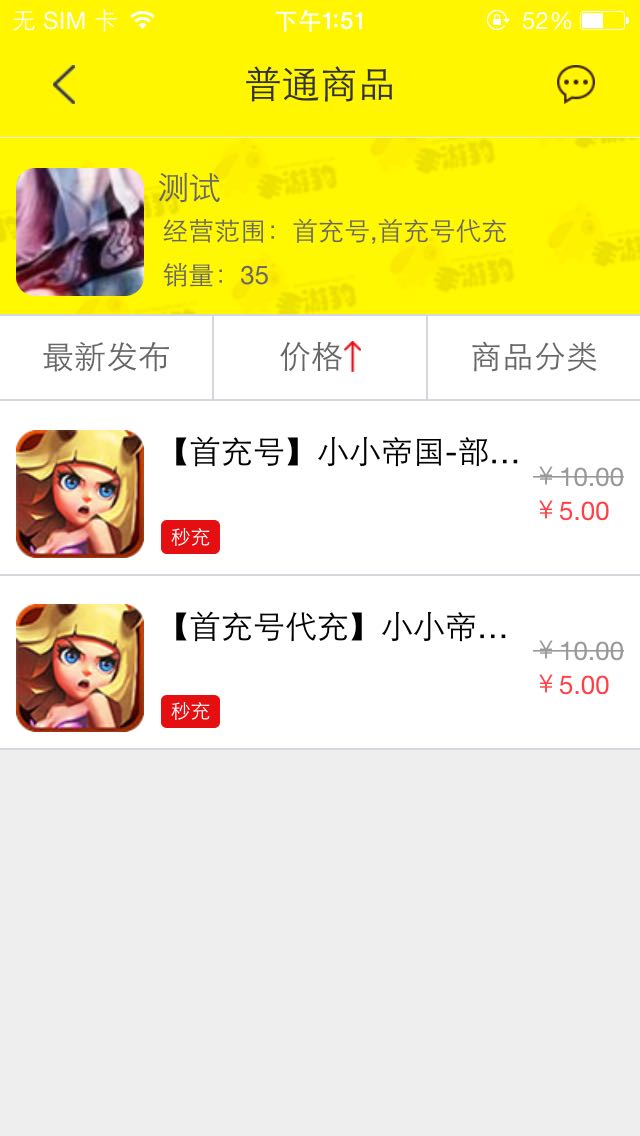 无 SIM 卡
下午1:51
52%
普通商品
测试
经营范围：首充号,首充号代充
销量：35
最新发布
价格↑
商品分类
【首充号】小小帝国-部...
¥10.00
¥5.00
秒充
【首充号代充】小小帝...
¥10.00
¥5.00
秒充